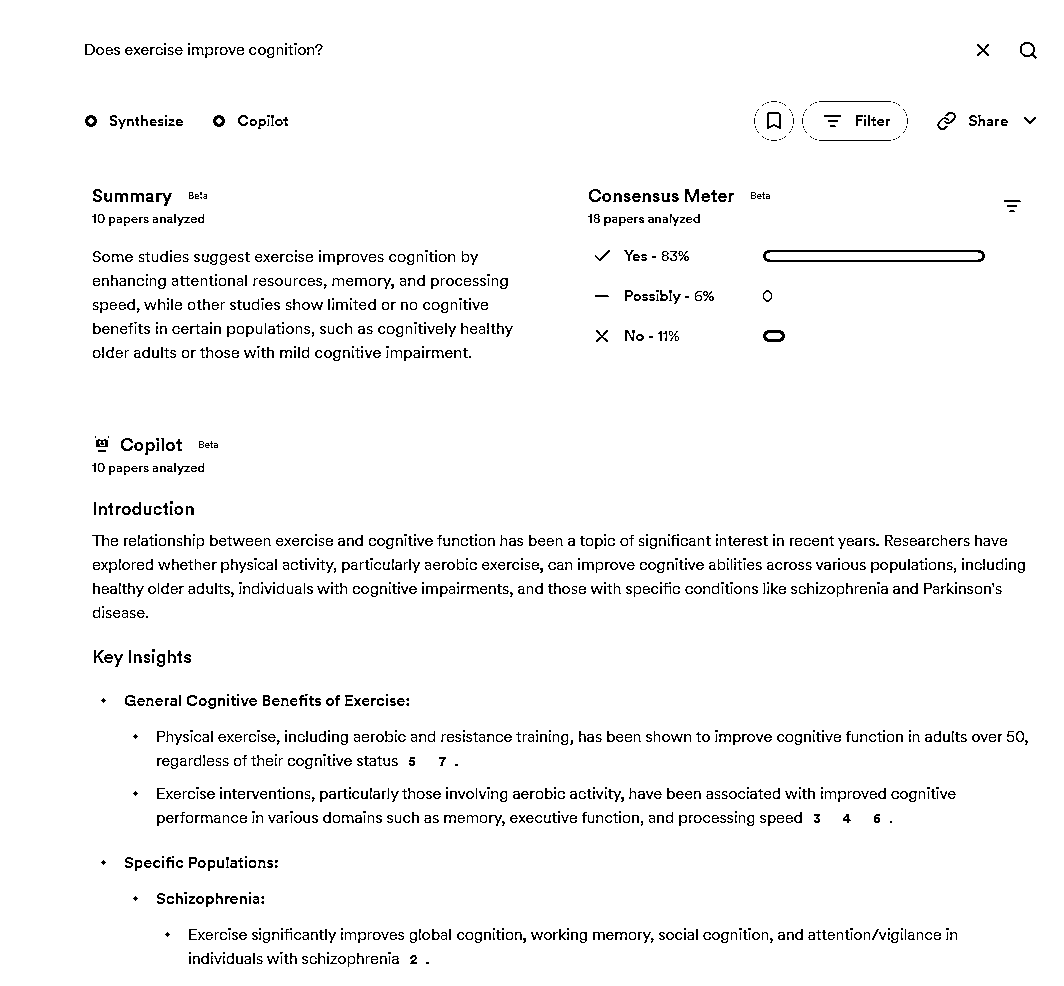 Does exercise improve cognition?
Synthesize Copilot Filter Share
Summary Beta
10 papers analyzed
Some studies suggest exercise improves cognition by
enhancing attentional resources, memory, and processing
speed, while other studies show limited or no cognitive
benefits in certain populations, such as cognitively healthy
older adults or those with mild cognitive impairment.
Consensus Meter Beta
18 papers analyzed
Yes - 83%
Possibly - 6%
No - 11%
Copilot Beta
10 papers analyzed
Introduction
The relationship between exercise and cognitive function has been a topic of significant interest in recent years. Researchers have
explored whether physical activity, particularly aerobic exercise, can improve cognitive abilities across various populations, including
healthy older adults, individuals with cognitive impairments, and those with specific conditions like schizophrenia and Parkinson's
disease.
Key Insights
• General Cognitive Benefits of Exercise:
• Physical exercise, including aerobic and resistance training, has been shown to improve cognitive function in adults over 50,
regardless of their cognitive status 5 7 .
• Exercise interventions, particularly those involving aerobic activity, have been associated with improved cognitive
performance in various domains such as memory, executive function, and processing speed 3 4 6 .
• Specific Populations:
• Schizophrenia:
• Exercise significantly improves global cognition, working memory, social cognition, and attention/vigilance in
individuals with schizophrenia 2 .